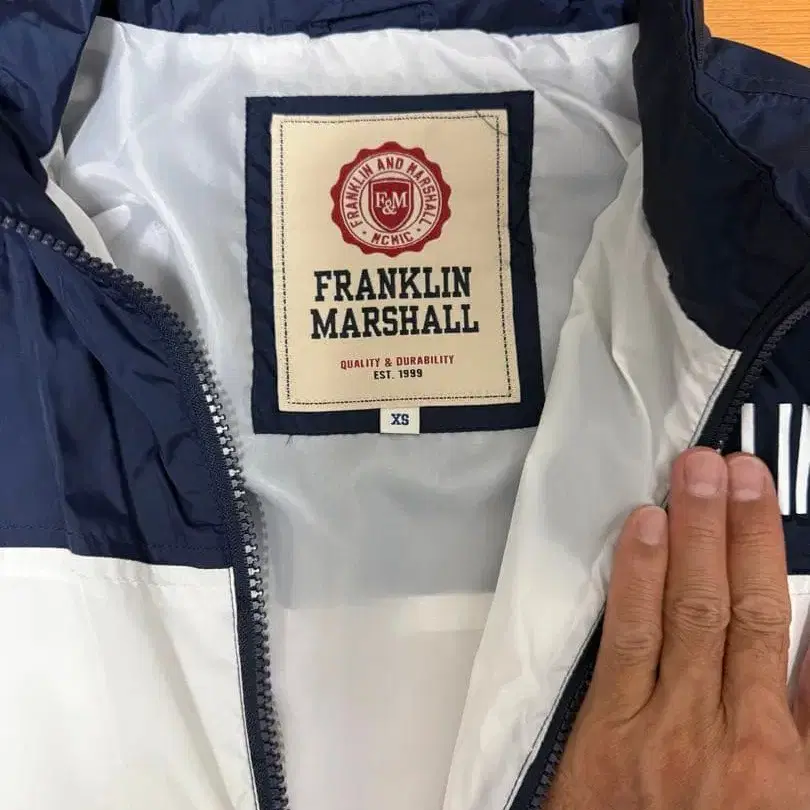 FRANKLIN AND MARSHALL
F&M
MCMIC
FRANKLIN
MARSHALL
QUALITY & DURABILITY
EST. 1999
XS